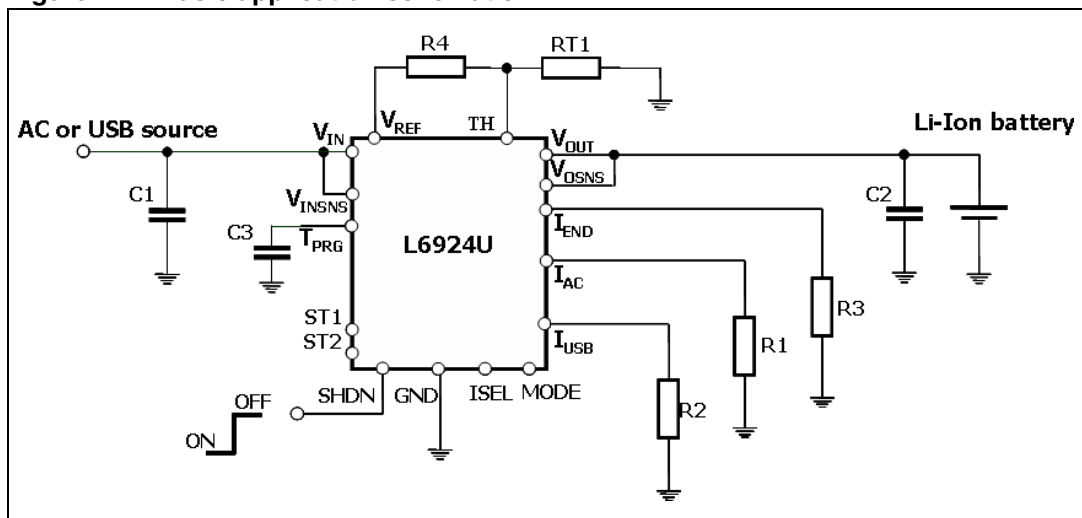 R4
RT1
AC or USB source
VIN
VREF
TH
VOUT
Li-Ion battery
VOSNS
C1
VINSNS
C2
IEND
C3
TPRG
L6924U
IAC
ST1
R3
ST2
IUSB
R1
SHDN
GND
ISEL
MODE
OFF
R2
ON